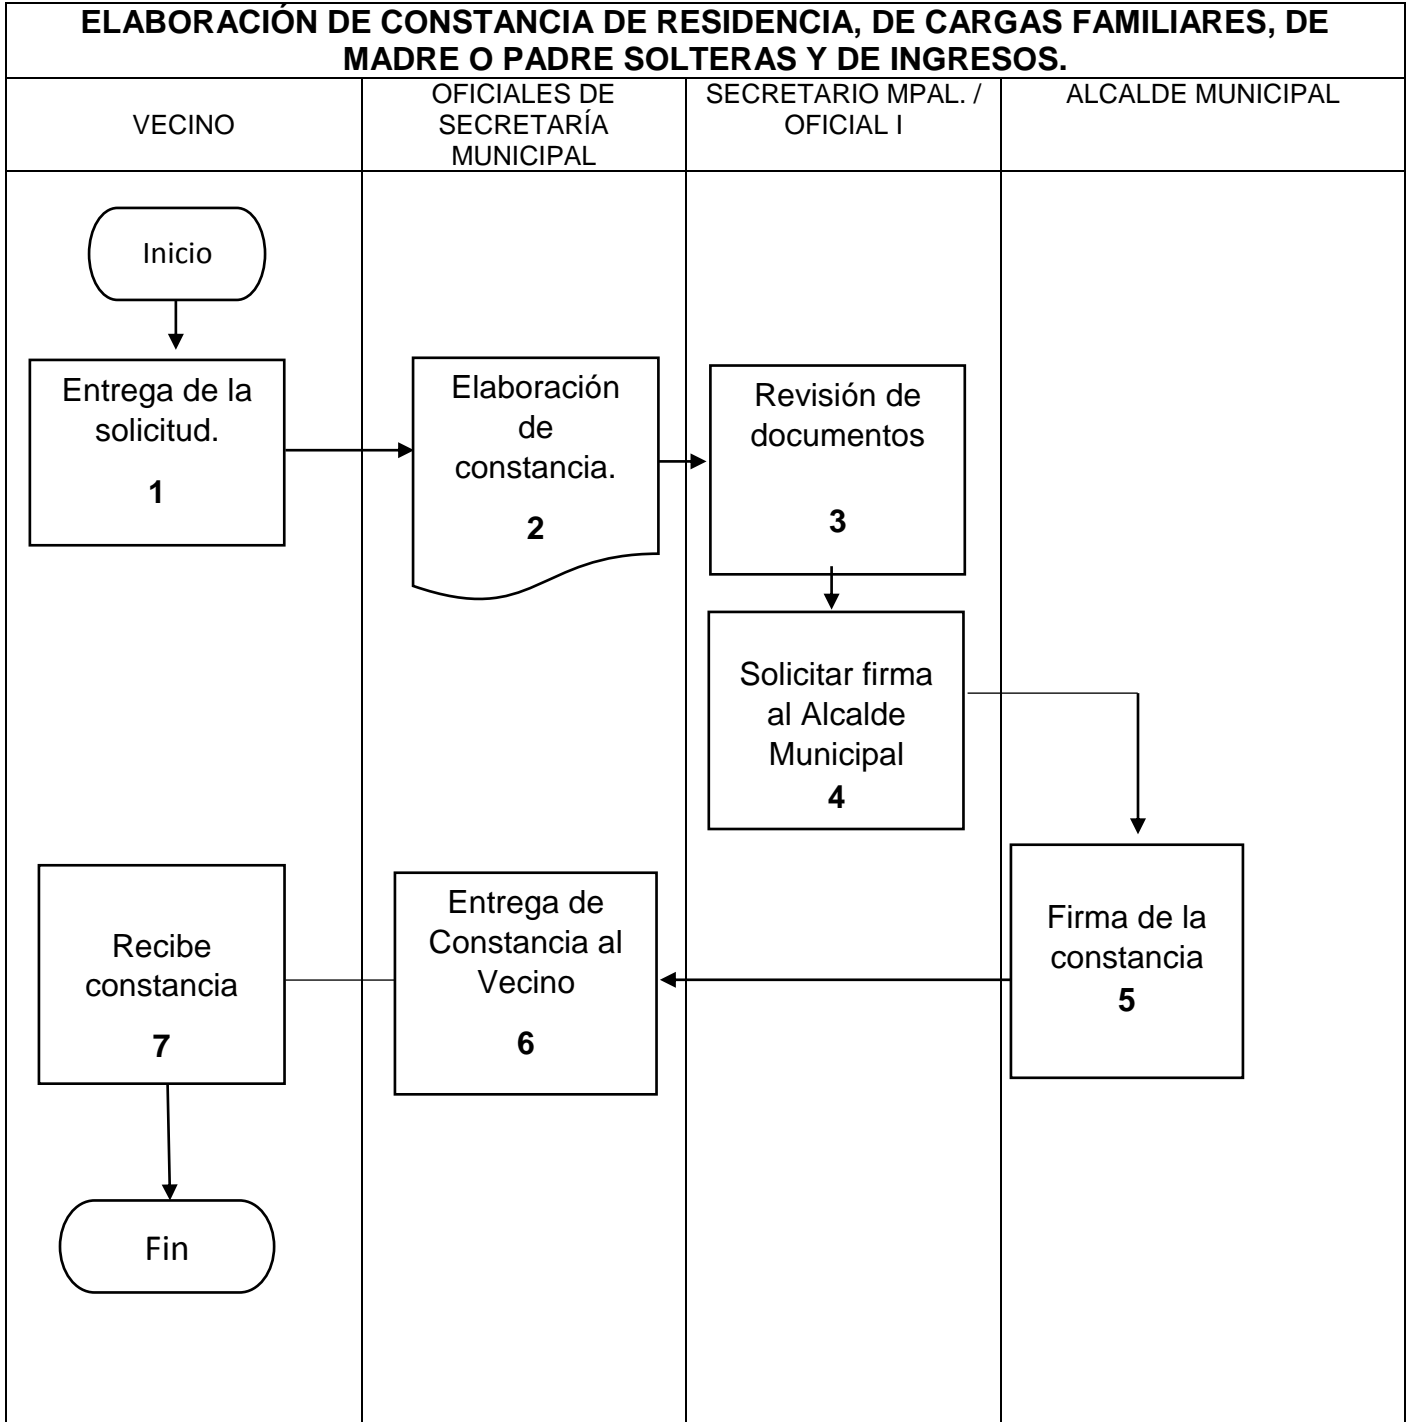 ELABORACIÓN DE CONSTANCIA DE RESIDENCIA, DE CARGAS FAMILIARES, DE
MADRE O PADRE SOLTERAS Y DE INGRESOS.
VECINO
OFICIALES DE
SECRETARÍA
MUNICIPAL
SECRETARIO MPAL. /
OFICIAL I
ALCALDE MUNICIPAL
Inicio
Entrega de la
solicitud.
1
Elaboración
de
constancia.
2
Revisión de
documentos
3
Solicitar firma
al Alcalde
Municipal
4
Firma de la
constancia
5
Entrega de
Constancia al
Vecino
6
Recibe
constancia
7
Fin